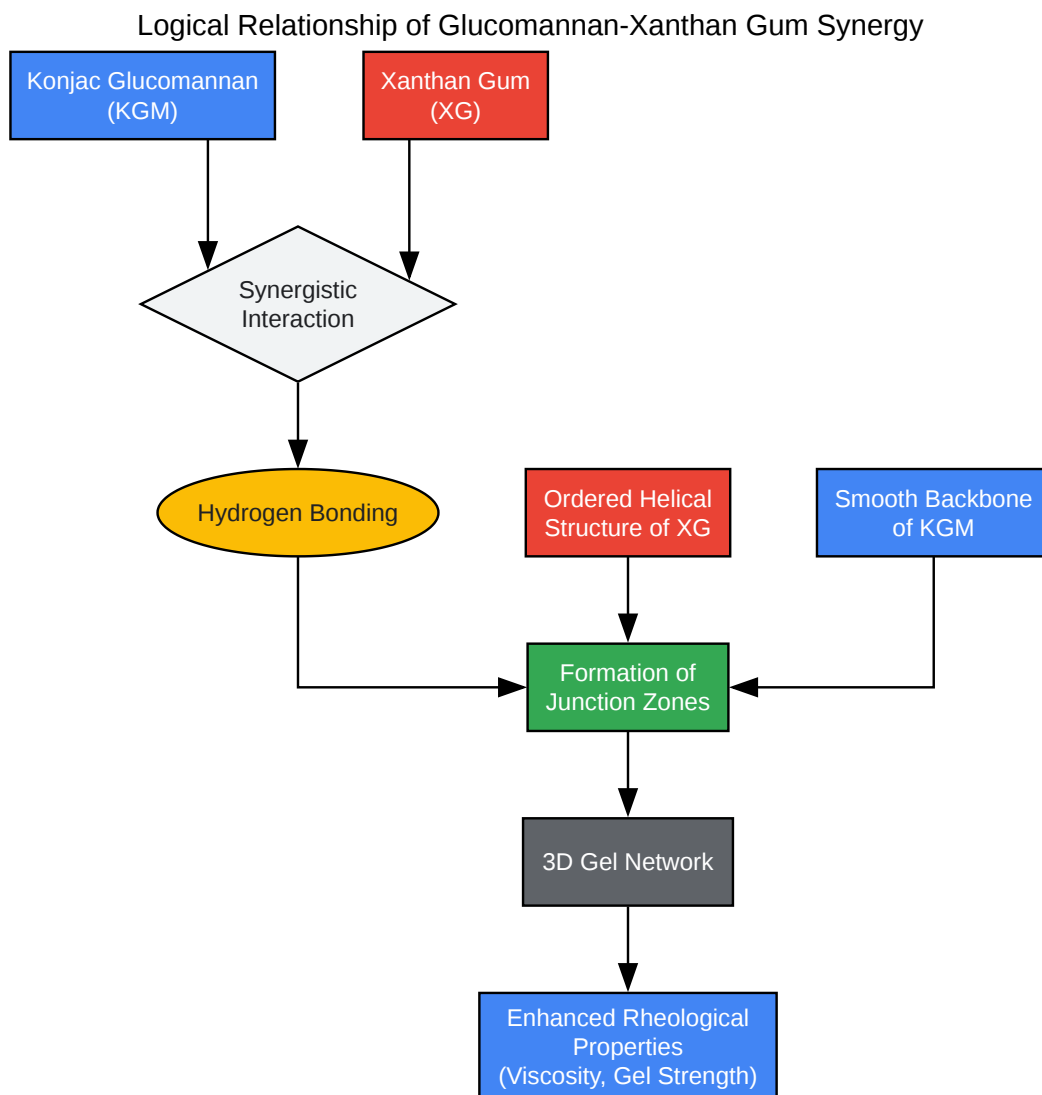 Logical Relationship of Glucomannan-Xanthan Gum Synergy
Konjac Glucomannan
(KGM)
Xanthan Gum
(XG)
Synergistic
Interaction
Hydrogen Bonding
Ordered Helical
Structure of XG
Smooth Backbone
of KGM
Formation of
Junction Zones
3D Gel Network
Enhanced Rheological
Properties
(Viscosity, Gel Strength)